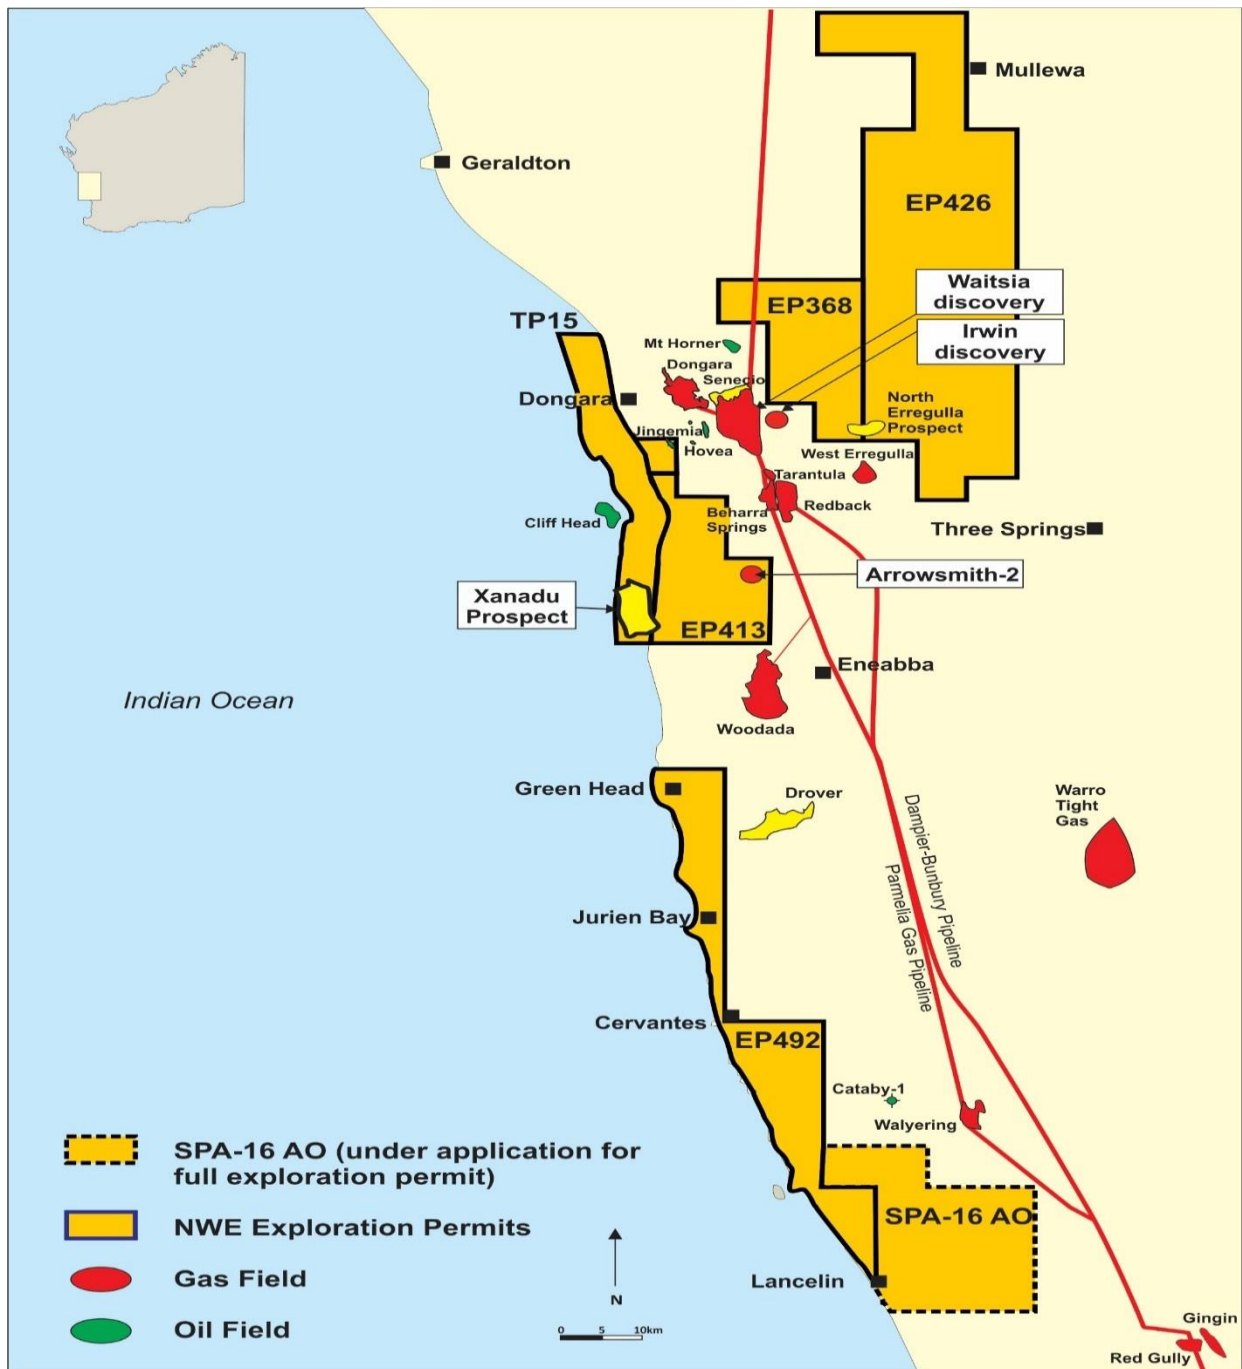 Mullewa
Geraldton
EP426
Waitsia
discovery
EP368
TP15
Irwin
discovery
Mt Horner
Dongara
Senecio
Dongara
North
Erregulla
Prospect
Jingemia
Hovea
West Erregulla
Tarantula
Redback
Beharra
Springs
Cliff Head
Three Springs
Arrowsmith-2
Xanadu
Prospect
EP413
Eneabba
Indian Ocean
Woodada
Green Head
Drover
Warro
Tight
Gas
Dampier-Bunbury Pipeline
Parmelia Gas Pipeline
Jurien Bay
Cervantes
EP492
Cataby-1
Walyering
SPA-16 AO (under application for
full exploration permit)
NWE Exploration Permits
Gas Field
Oil Field
SPA-16 AO
Lancelin
N
0 5 10km
Gingin
Red Gully